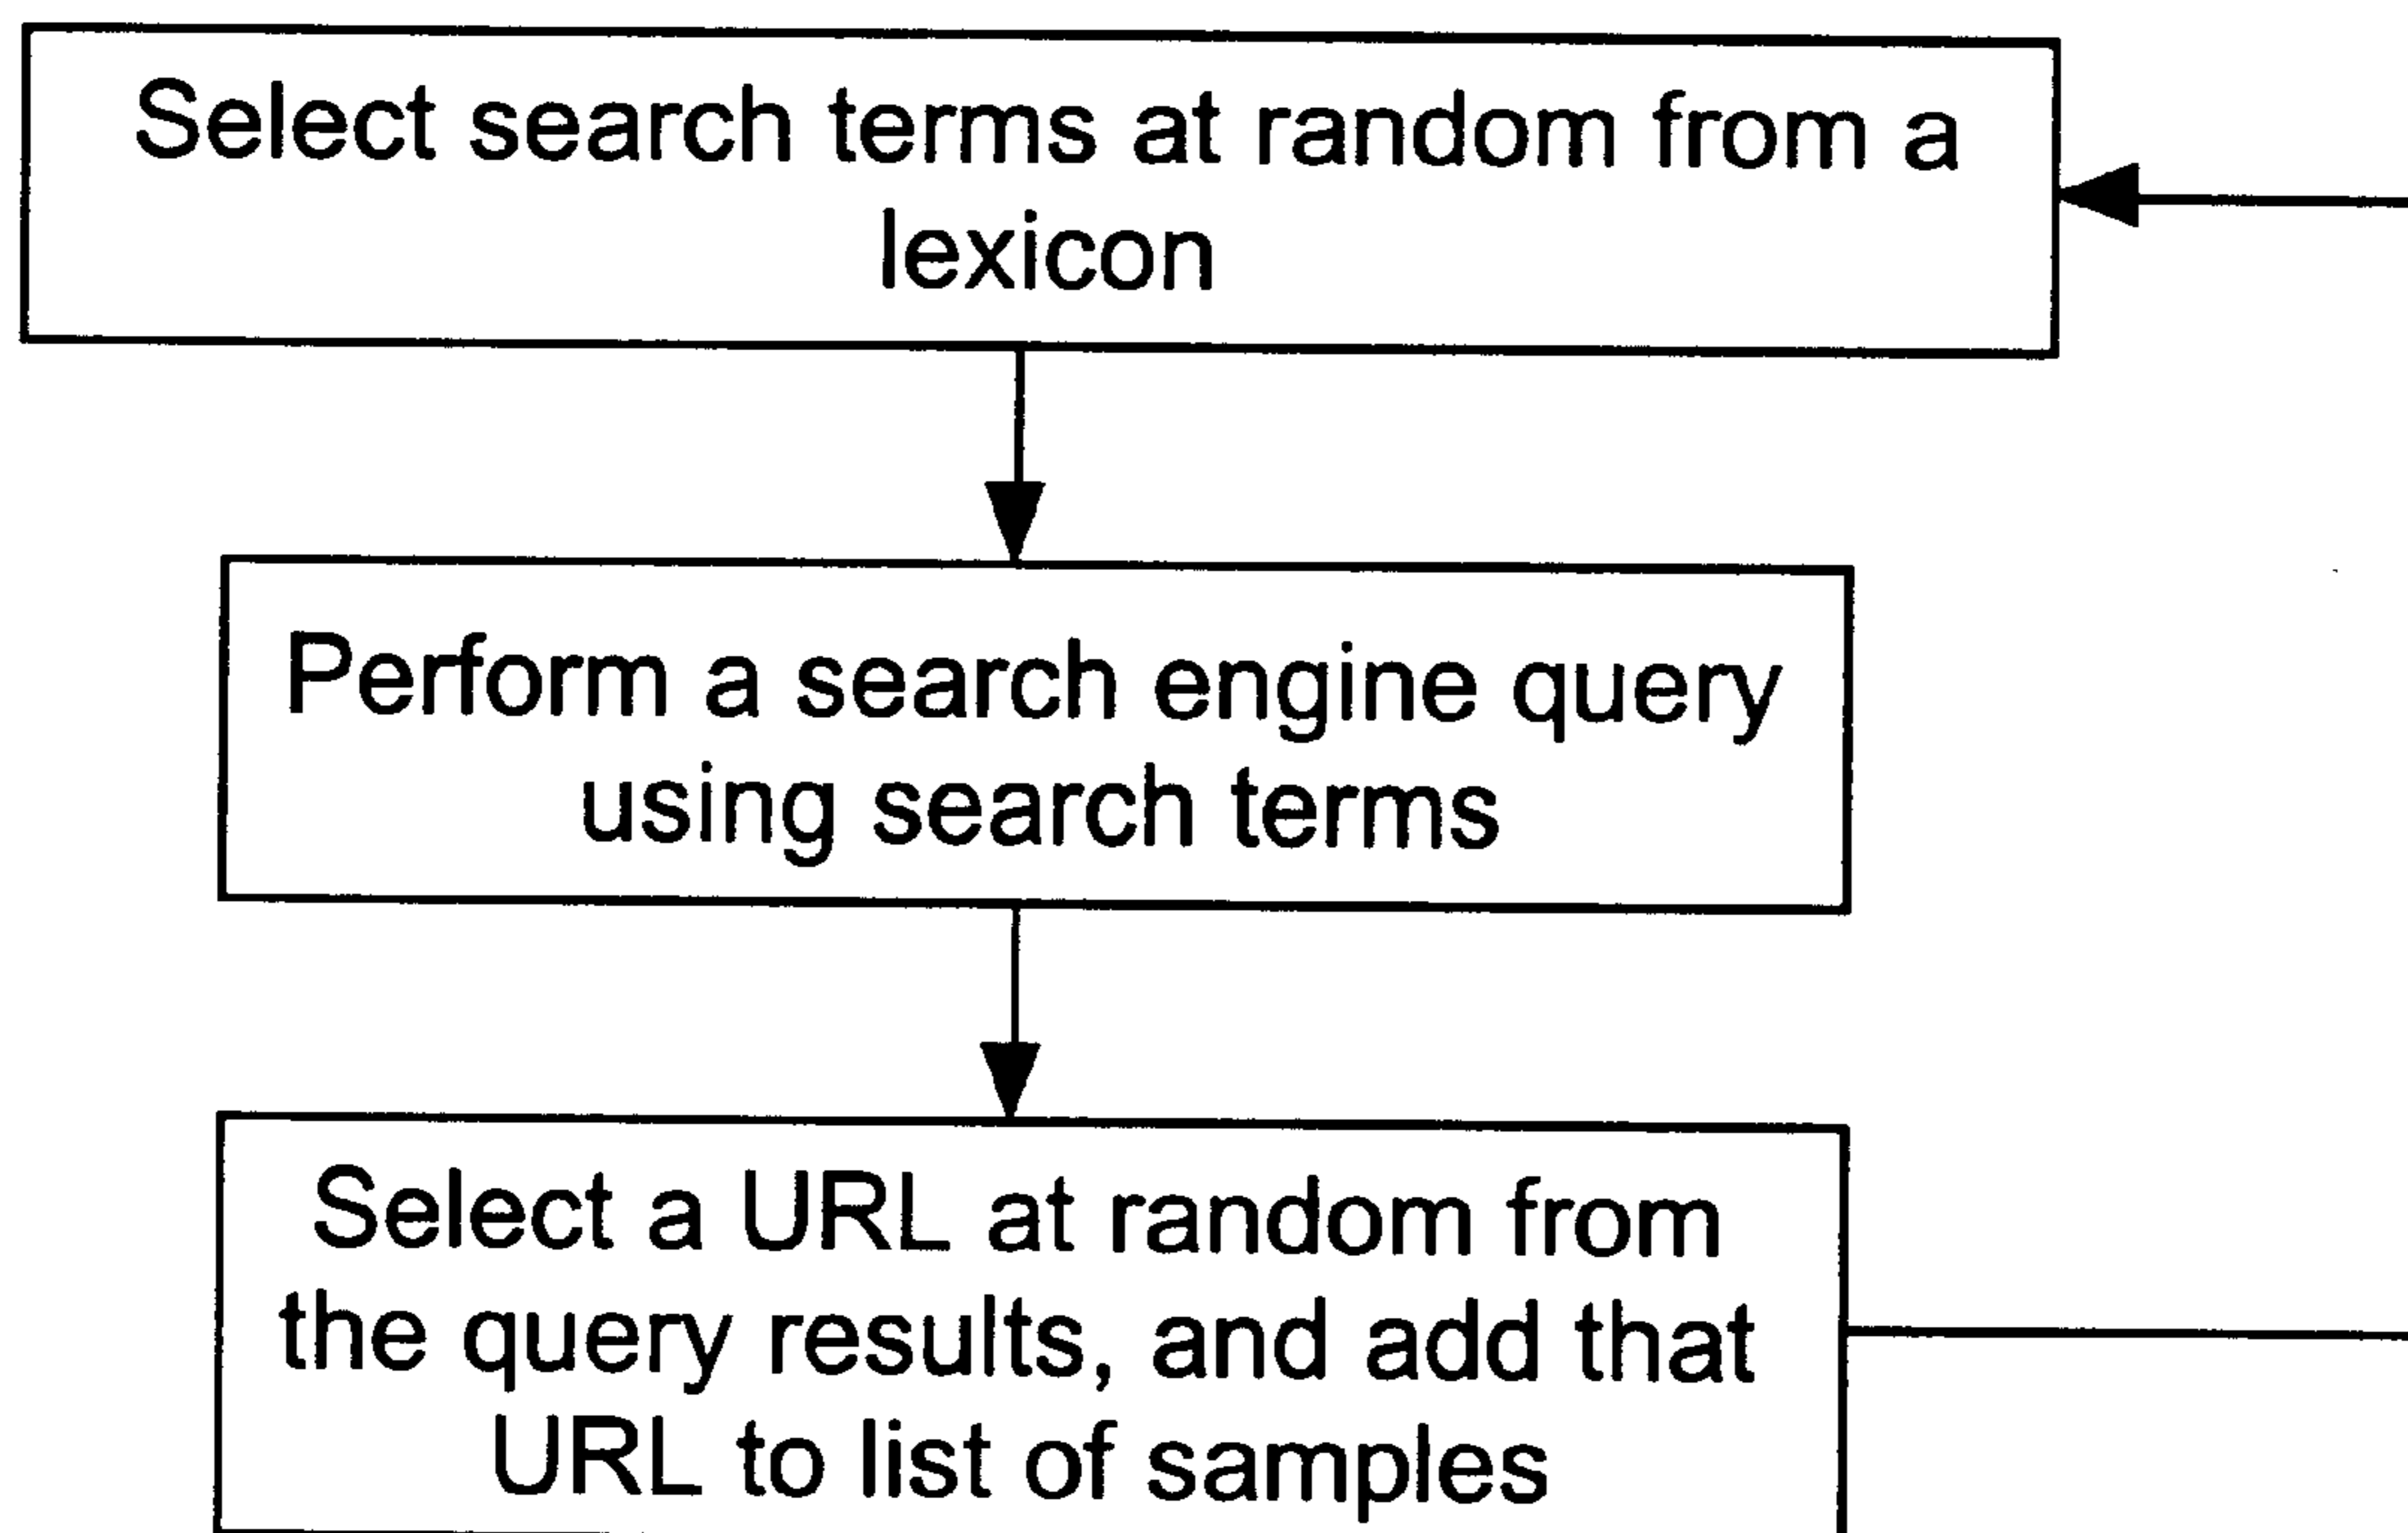 Select search terms at random from a
lexicon
Perform a search engine query
using search terms
Select a URL at random from
the query results, and add that
URL to list of samples